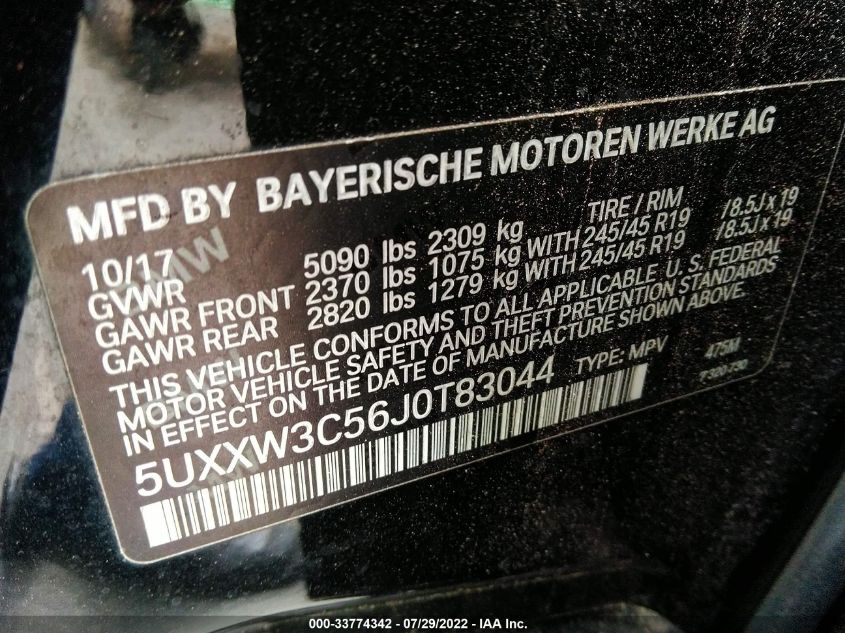 MFD BY BAYERISCHE MOTOREN WERKE AG
10/17 TIRE / RIM
GVWR 5090 lbs 2309 kg
GAWR FRONT 2370 lbs 1075 kg WITH 245/45 R19 /8.5J x 19
GAWR REAR 2820 lbs 1279 kg WITH 245/45 R19 /8.5J x 19
THIS VEHICLE CONFORMS TO ALL APPLICABLE U. S. FEDERAL
MOTOR VEHICLE SAFETY AND THEFT PREVENTION STANDARDS
IN EFFECT ON THE DATE OF MANUFACTURE SHOWN ABOVE.
5UXXW3C56J0T83044 TYPE: MPV 475M
BMW
000-33774342 / 07/29/2022 - IAA Inc.